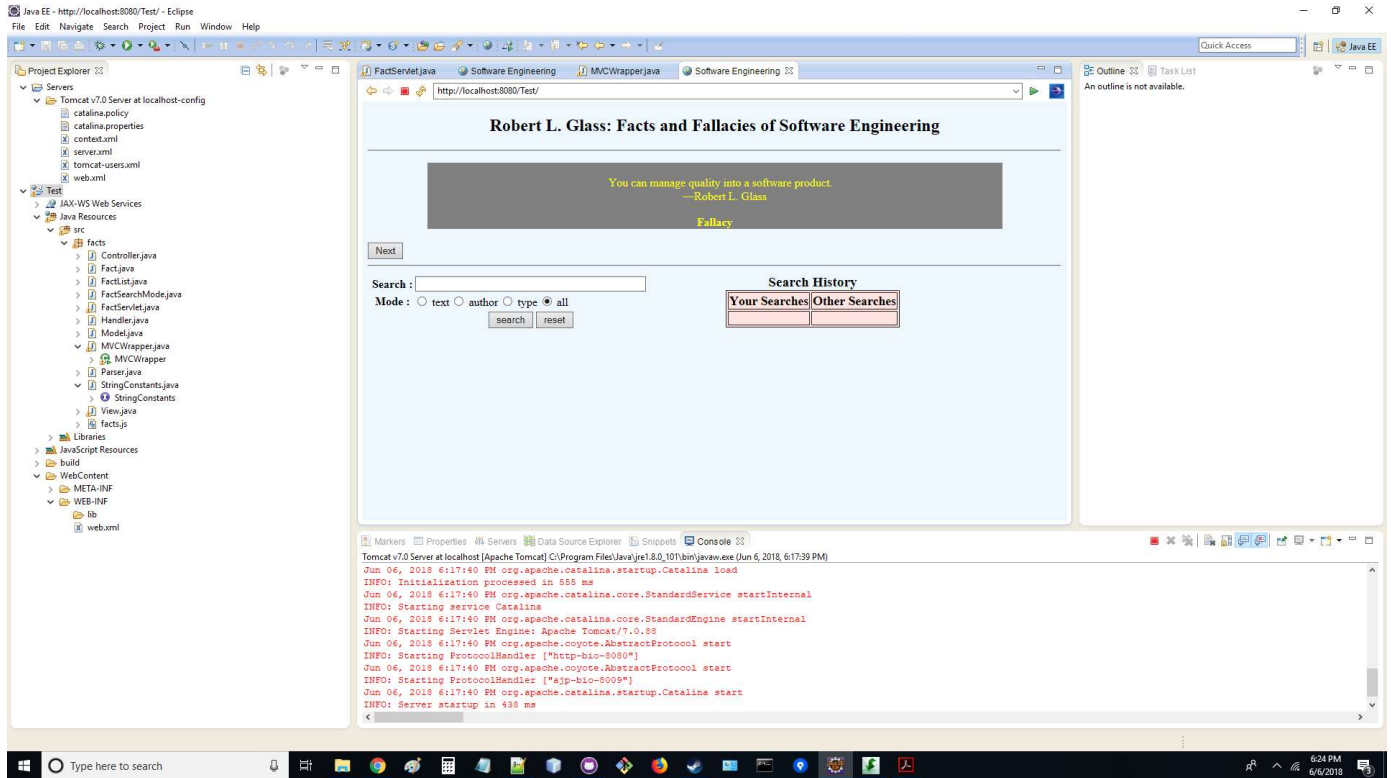 Java EE - http://localhost:8080/Test/ - Eclipse
File Edit Navigate Search Project Run Window Help
Quick Access
Java EE
Project Explorer
Servers
Tomcat v7.0 Server at localhost-config
catalina.policy
catalina.properties
context.xml
server.xml
tomcat-users.xml
web.xml
Test
JAX-WS Web Services
Java Resources
src
facts
Controller.java
Fact.java
FactList.java
FactSearchMode.java
FactServlet.java
Handler.java
Model.java
MVCWrapper.java
MVCWrapper
Parser.java
StringConstants.java
StringConstants
View.java
facts.js
Libraries
JavaScript Resources
build
WebContent
META-INF
WEB-INF
lib
web.xml
FactServlet.java Software Engineering MVCWrapper.java Software Engineering
http://localhost:8080/Test/
Robert L. Glass: Facts and Fallacies of Software Engineering
You can manage quality into a software product.
—Robert L. Glass
Fallacy
Next
Search :
Mode : text author type all
search reset
Search History
Your Searches Other Searches
Outline Task List
An outline is not available.
Markers Properties Servers Data Source Explorer Snippets Console
Tomcat v7.0 Server at localhost [Apache Tomcat] C:\Program Files\Java\jre1.8.0_101\bin\javaw.exe (Jun 6, 2018, 6:17:39 PM)
Jun 06, 2018 6:17:40 PM org.apache.catalina.startup.Catalina load
INFO: Initialization processed in 555 ms
Jun 06, 2018 6:17:40 PM org.apache.catalina.core.StandardService startInternal
INFO: Starting service Catalina
Jun 06, 2018 6:17:40 PM org.apache.catalina.core.StandardEngine startInternal
INFO: Starting Servlet Engine: Apache Tomcat/7.0.88
Jun 06, 2018 6:17:40 PM org.apache.coyote.AbstractProtocol start
INFO: Starting ProtocolHandler ["http-bio-8080"]
Jun 06, 2018 6:17:40 PM org.apache.coyote.AbstractProtocol start
INFO: Starting ProtocolHandler ["ajp-bio-8009"]
Jun 06, 2018 6:17:40 PM org.apache.catalina.startup.Catalina start
INFO: Server startup in 438 ms
Type here to search
6:24 PM
6/6/2018